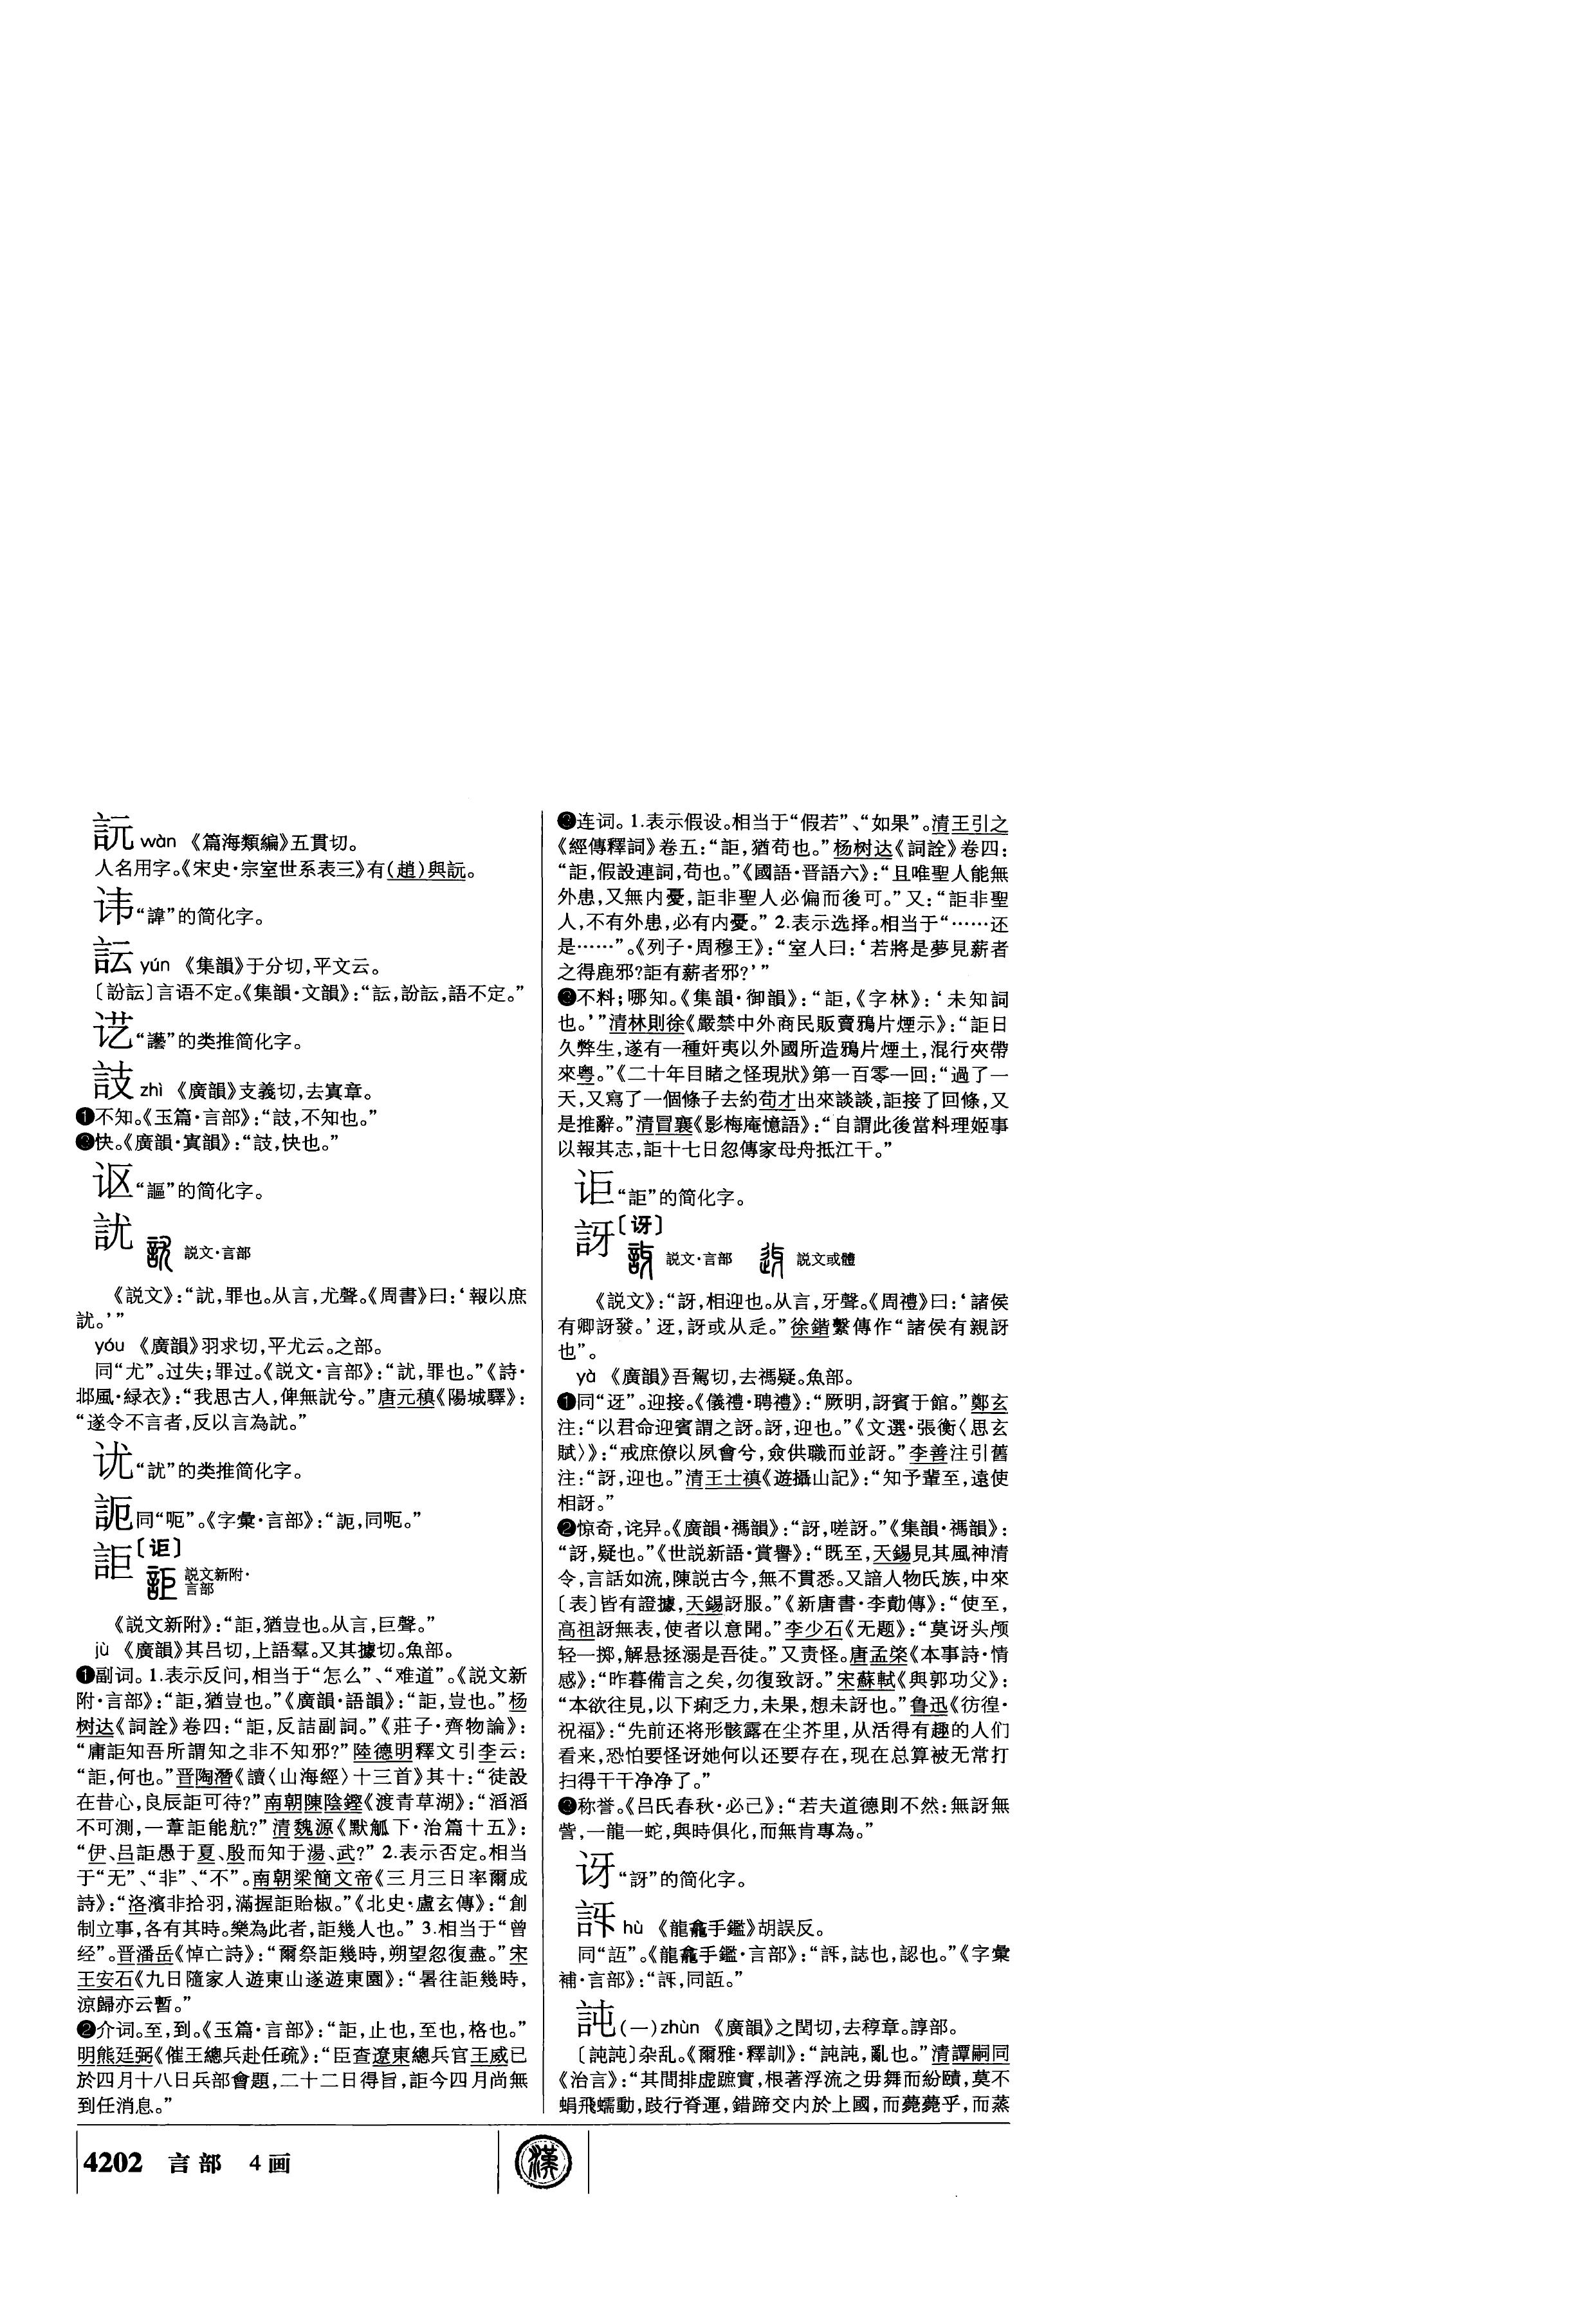 訮 wàn 《篇海類編》五貫切。
人名用字。《宋史·宗室世系表三》有(趙)與
讳“諱”的简化字。
訟 yún 《集韻》于分切,平文云。
〔訜訟〕言语不定。《集韻·文韻》:“訟,訜訟,語不定。”
“讛”的类推简化字。
䚳 zhì 《廣韻》支義切,去寘章。
❶不知。《玉篇·言部》:“䚳,不知也。”
❷快。《廣韻·寘韻》:“䚳,快也。”
讴“謳”的简化字。
訧 説文·言部
《説文》:“訧,罪也。从言,尤聲。《周書》曰:‘報以庶
訧。’”
yóu 《廣韻》羽求切,平尤云。之部。
同“尤”。过失;罪过。《説文·言部》:“訧,罪也。”《詩·
邶風·緑衣》:“我思古人,俾無訧兮。”唐元稹《陽城驛》:
“遂令不言者,反以言為訧。”
“訧”的类推简化字。
䛩同“呃”。《字彙·言部》:“䛩,同呃。”
詎〔讵〕
説文新附·
言部
《説文新附》:“詎,猶豈也。从言,巨聲。”
jù 《廣韻》其吕切,上語羣。又其據切。魚部。
❶副词。1.表示反问,相当于“怎么”、“难道”。《説文新
附·言部》:“詎,猶豈也。”《廣韻·語韻》:“詎,豈也。”杨
树达《詞詮》卷四:“詎,反詰副詞。”《莊子·齊物論》:
“庸詎知吾所謂知之非不知邪?”陸德明釋文引李云:
“詎,何也。”晋陶潛《讀〈山海經〉十三首》其十:“徒設
在昔心,良辰詎可待?”南朝陳陰鏗《渡青草湖》:“滔滔
不可測,一葦詎能航?”清魏源《默觚下·治篇十五》:
“伊、吕詎愚于夏、殷而知于湯、武?” 2.表示否定。相当
于“无”、“非”、“不”。南朝梁簡文帝《三月三日率爾成
詩》:“洛濱非拾羽,滿握詎貽椒。”《北史·盧玄傳》:“創
制立事,各有其時。樂為此者,詎幾人也。” 3.相当于“曾
经”。晋潘岳《悼亡詩》:“爾祭詎幾時,朔望忽復盡。”宋
王安石《九日隨家人遊東山遂遊東園》:“暑往詎幾時,
涼歸亦云暫。”
❷介词。至,到。《玉篇·言部》:“詎,止也,至也,格也。”
明熊廷弼《催王總兵赴任疏》:“臣查遼東總兵官王威已
於四月十八日兵部會題,二十二日得旨,詎今四月尚無
到任消息。”
❸连词。1.表示假设。相当于“假若”、“如果”。清王引之
《經傳釋詞》卷五:“詎,猶苟也。”杨树达《詞詮》卷四:
“詎,假設連詞,苟也。”《國語·晋語六》:“且唯聖人能無
外患,又無内憂,詎非聖人必偏而後可。”又:“詎非聖
人,不有外患,必有内憂。” 2.表示选择。相当于“……还
是……”。《列子·周穆王》:“室人曰:‘若將是夢見薪者
之得鹿邪?詎有薪者邪?’”
❹不料;哪知。《集韻·御韻》:“詎,《字林》:‘未知詞
也。’”清林則徐《嚴禁中外商民販賣鴉片煙示》:“詎日
久弊生,遂有一種奸夷以外國所造鴉片煙土,混行夾帶
來粤。”《二十年目睹之怪現狀》第一百零一回:“過了一
天,又寫了一個條子去約苟才出來談談,詎接了回條,又
是推辭。”清冒襄《影梅庵憶語》:“自謂此後當料理姬事
以報其志,詎十七日忽傳家母舟抵江干。”
讵“詎”的简化字。
訝〔讶〕
説文·言部 説文或體
《説文》:“訝,相迎也。从言,牙聲。《周禮》曰:‘諸侯
有卿訝發。’迓,訝或从辵。”徐鍇繫傳作“諸侯有親訝
也”。
yà 《廣韻》吾駕切,去禡疑。魚部。
❶同“迓”。迎接。《儀禮·聘禮》:“厥明,訝賓于館。”鄭玄
注:“以君命迎賓謂之訝。訝,迎也。”《文選·張衡〈思玄
賦〉》:“戒庶僚以夙會兮,僉供職而並訝。”李善注引舊
注:“訝,迎也。”清王士禛《遊攝山記》:“知予輩至,遠使
相訝。”
❷惊奇,诧异。《廣韻·禡韻》:“訝,嗟訝。”《集韻·禡韻》:
“訝,疑也。”《世説新語·賞譽》:“既至,天錫見其風神清
令,言話如流,陳説古今,無不貫悉。又諳人物氏族,中來
〔表〕皆有證據,天錫訝服。”《新唐書·李勣傳》:“使至,
高祖訝無表,使者以意聞。”李少石《无题》:“莫讶头颅
轻一掷,解悬拯溺是吾徒。”又责怪。唐孟棨《本事詩·情
感》:“昨暮備言之矣,勿復致訝。”宋蘇軾《與郭功父》:
“本欲往見,以下痢乏力,未果,想未訝也。”鲁迅《彷徨·
祝福》:“先前还将形骸露在尘芥里,从活得有趣的人们
看来,恐怕要怪讶她何以还要存在,现在总算被无常打
扫得干干净净了。”
❸称誉。《吕氏春秋·必己》:“若夫道德則不然:無訝無
訾,一龍一蛇,與時俱化,而無肯專為。”
讶“訝”的简化字。
hù 《龍龕手鑑》胡誤反。
同“䛎”。《龍龕手鑑·言部》:“,誌也,認也。”《字彙
補·言部》:“,同䛎。”
訰(一)zhùn 《廣韻》之閏切,去稕章。諄部。
〔訰訰〕杂乱。《爾雅·釋訓》:“訰訰,亂也。”清譚嗣同
《治言》:“其間排虚蹠實,根著浮流之毋舞而紛賾,莫不
蜎飛蠕動,跂行脊運,錯蹄交内於上國,而薨薨乎,而蒸
4202 言部 4画
漢